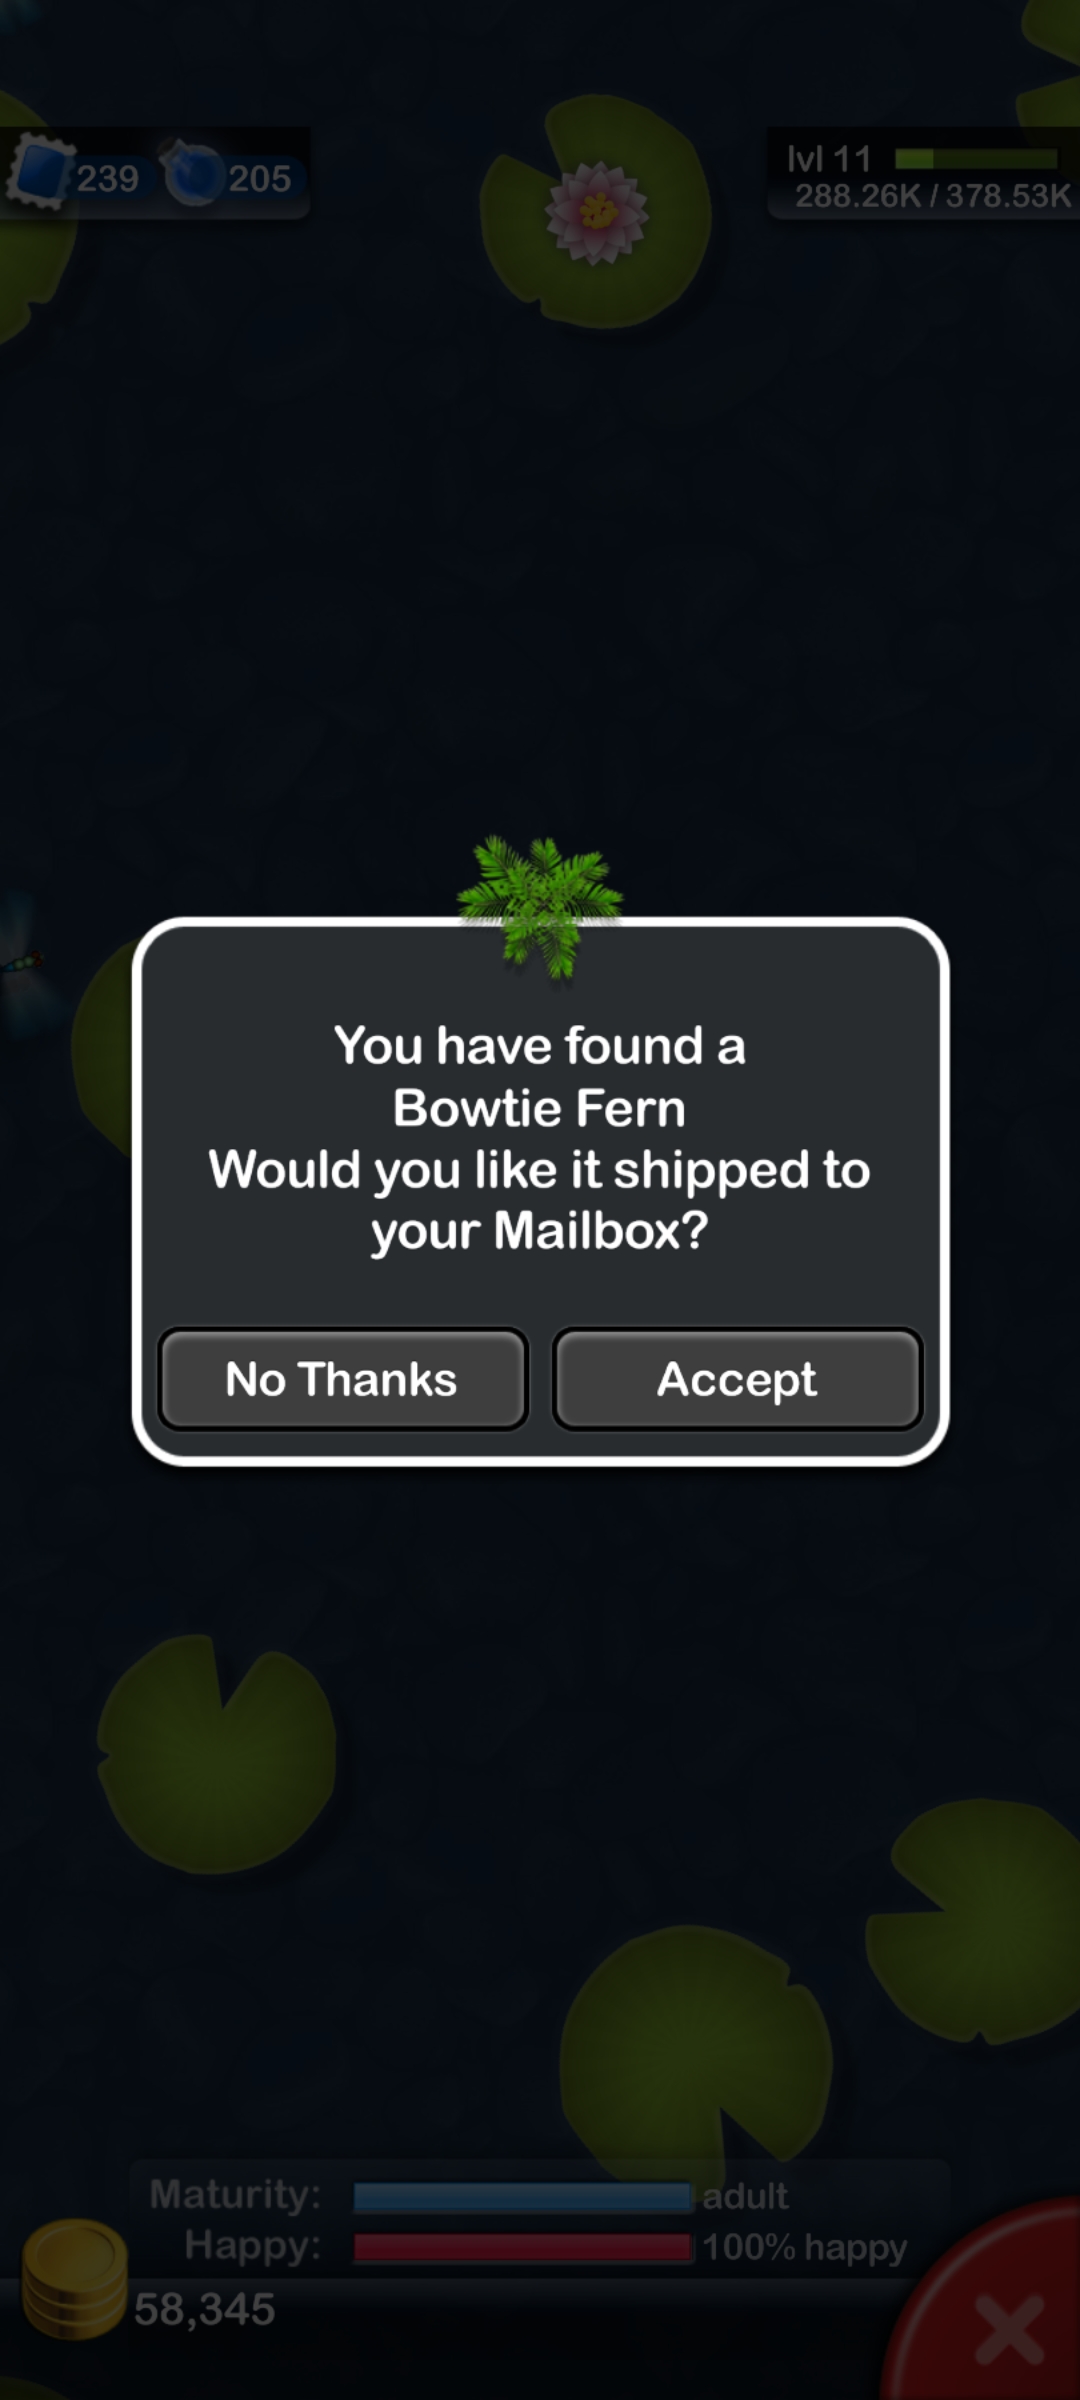 239 205
lvl 11
288.26K / 378.53K
You have found a
Bowtie Fern
Would you like it shipped to
your Mailbox?
No Thanks Accept
Maturity: adult
Happy: 100% happy
58,345